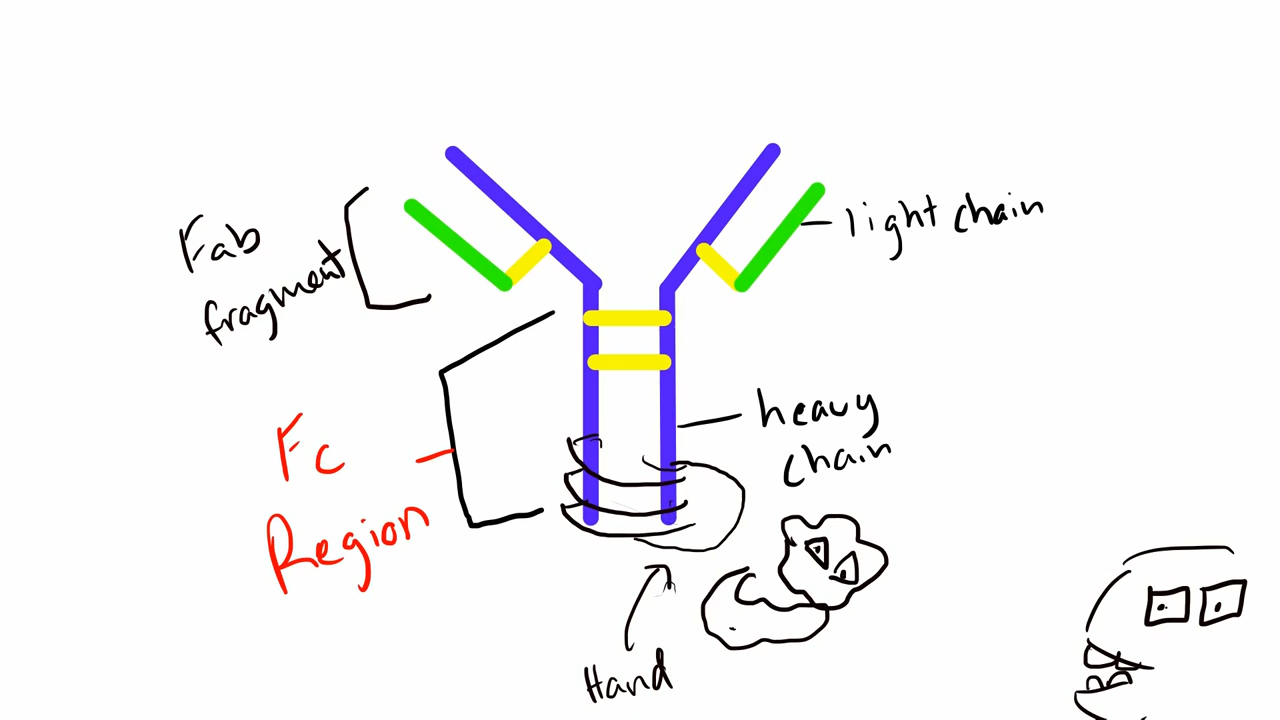 Fab
fragment
light chain
heavy
chain
Fc
Region
Hand